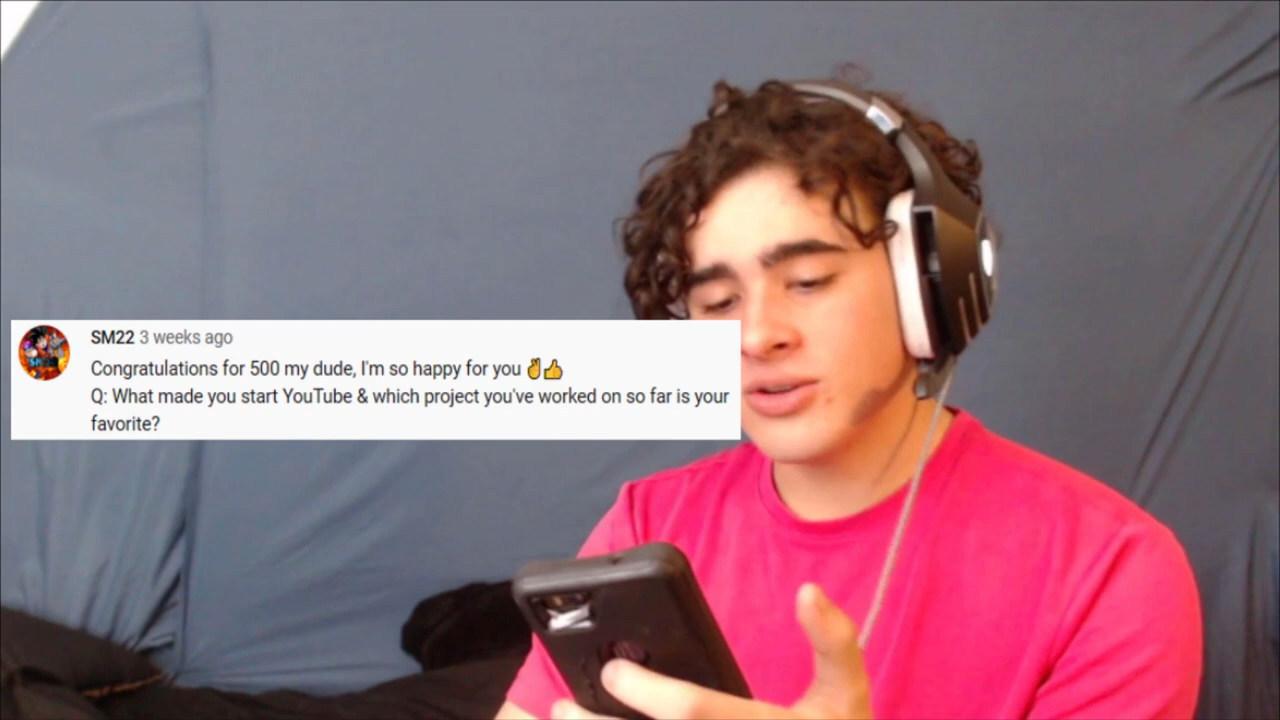 SM22 3 weeks ago
Congratulations for 500 my dude, I'm so happy for you ✌👍
Q: What made you start YouTube & which project you've worked on so far is your
favorite?